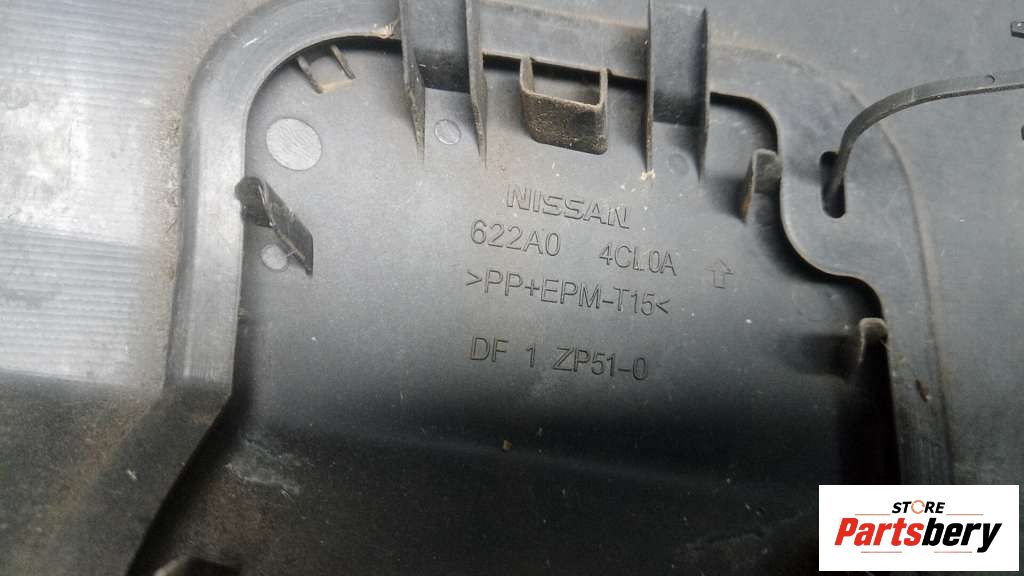 NISSAN
622A0 4CL0A
>PP+EPM-T15<
DF 1 ZP51-0
STORE
Partsbery